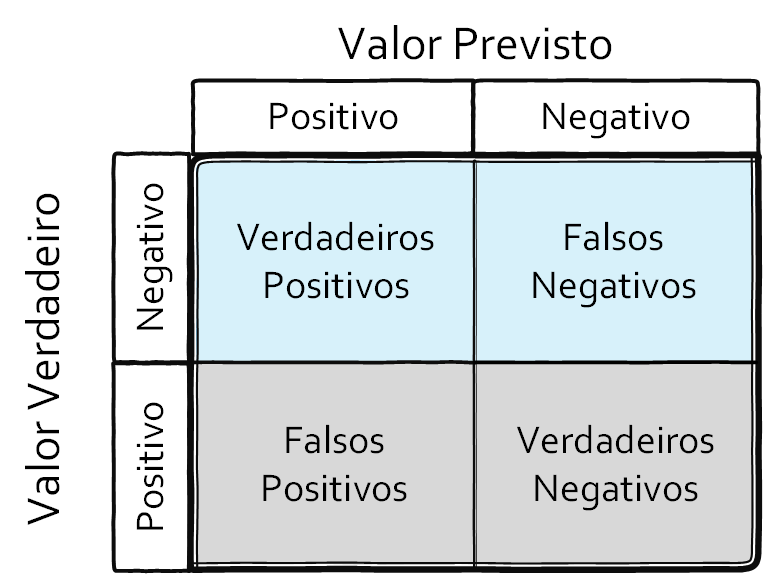 Valor Previsto
Positivo
Negativo
Valor Verdadeiro
Negativo
Verdadeiros
Positivos
Falsos
Negativos
Positivo
Falsos
Positivos
Verdadeiros
Negativos